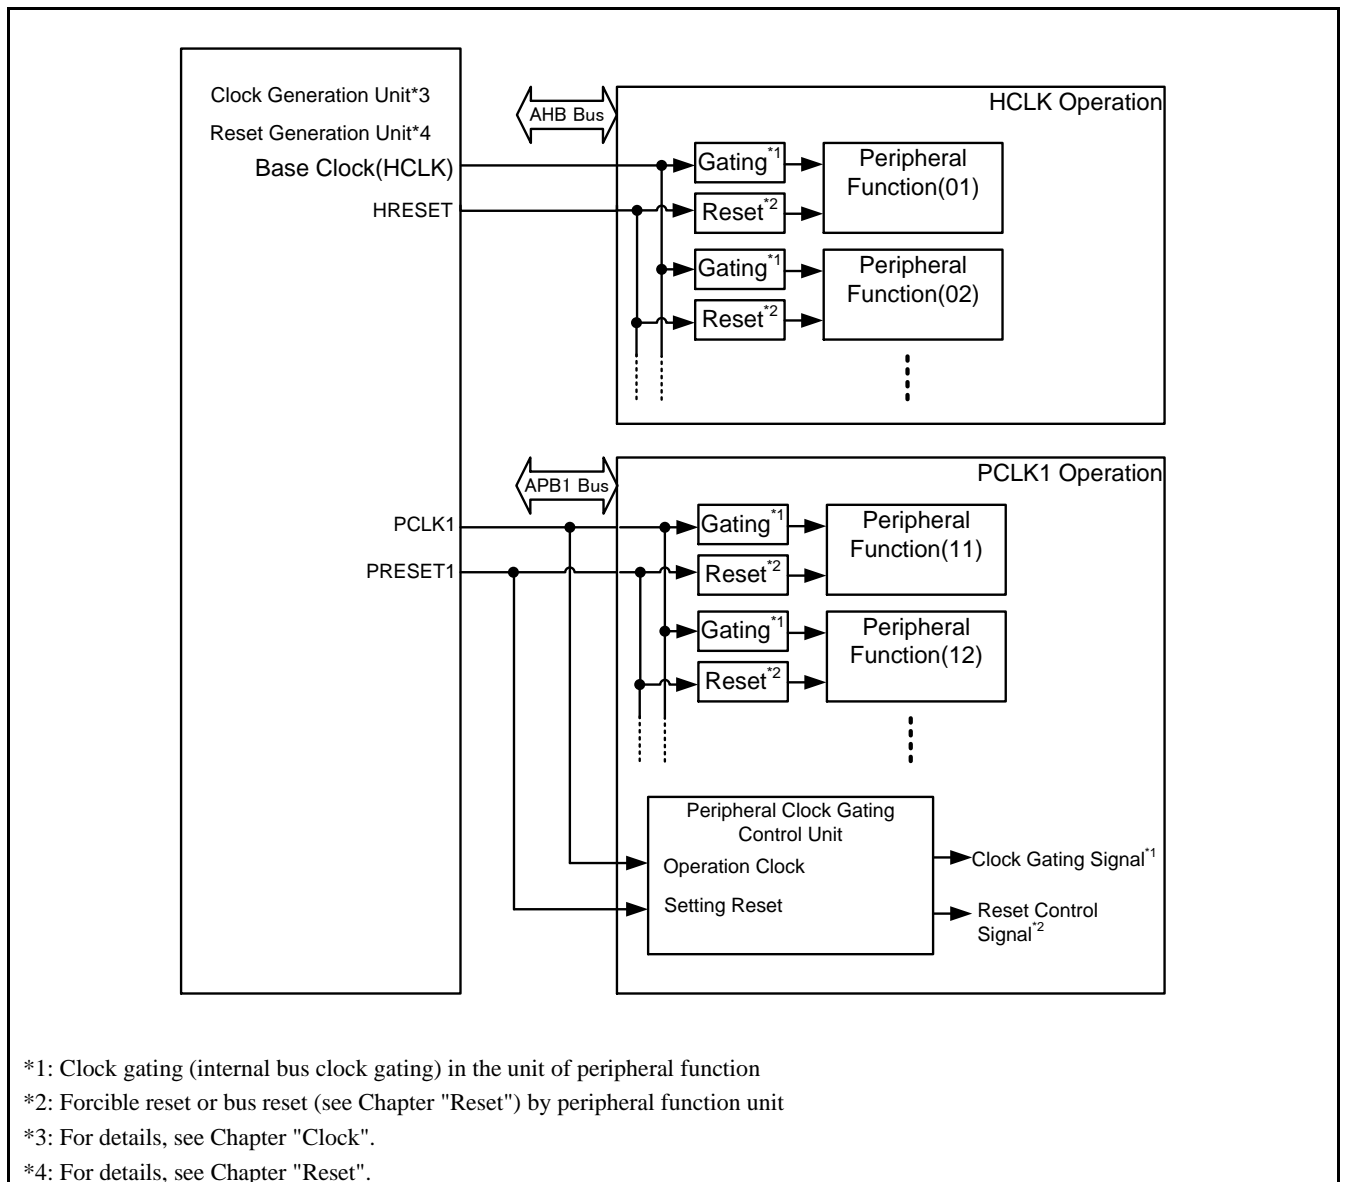 Clock Generation Unit*3
Reset Generation Unit*4
Base Clock(HCLK)
HRESET
AHB Bus
HCLK Operation
Gating*1
Peripheral
Function(01)
Reset*2
Gating*1
Peripheral
Function(02)
Reset*2
PCLK1
PRESET1
APB1 Bus
PCLK1 Operation
Gating*1
Peripheral
Function(11)
Reset*2
Gating*1
Peripheral
Function(12)
Reset*2
Peripheral Clock Gating
Control Unit
Operation Clock
Setting Reset
Clock Gating Signal*1
Reset Control
Signal*2
*1: Clock gating (internal bus clock gating) in the unit of peripheral function
*2: Forcible reset or bus reset (see Chapter "Reset") by peripheral function unit
*3: For details, see Chapter "Clock".
*4: For details, see Chapter "Reset".